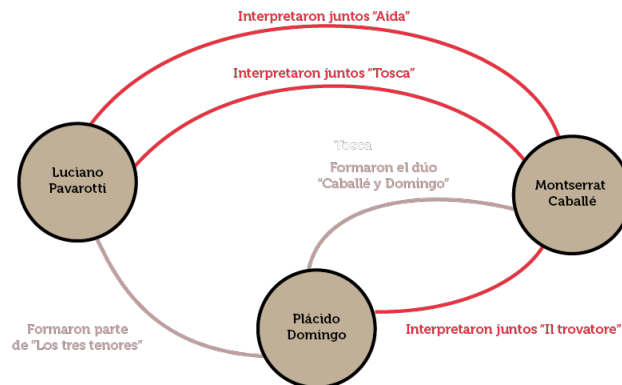 Interpretaron juntos "Aida"
Interpretaron juntos "Tosca"
Tosca
Formaron el dúo
"Caballé y Domingo"
Luciano
Pavarotti
Montserrat
Caballé
Plácido
Domingo
Formaron parte
de "Los tres tenores"
Interpretaron juntos "Il trovatore"